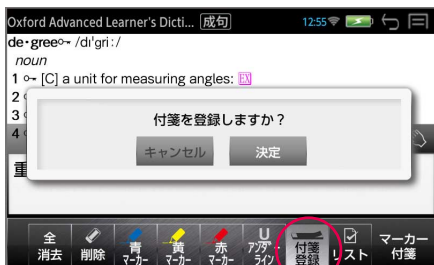 Oxford Advanced Learner's Dicti... 成句 12:55
de･gree /dɪˈɡriː/
noun
1 [C] a unit for measuring angles: EX
2
3
4
付箋を登録しますか？
キャンセル 決定
重
全消去 削除 青マーカー 黄マーカー 赤マーカー U アンダーライン 付箋登録 リスト マーカー付箋